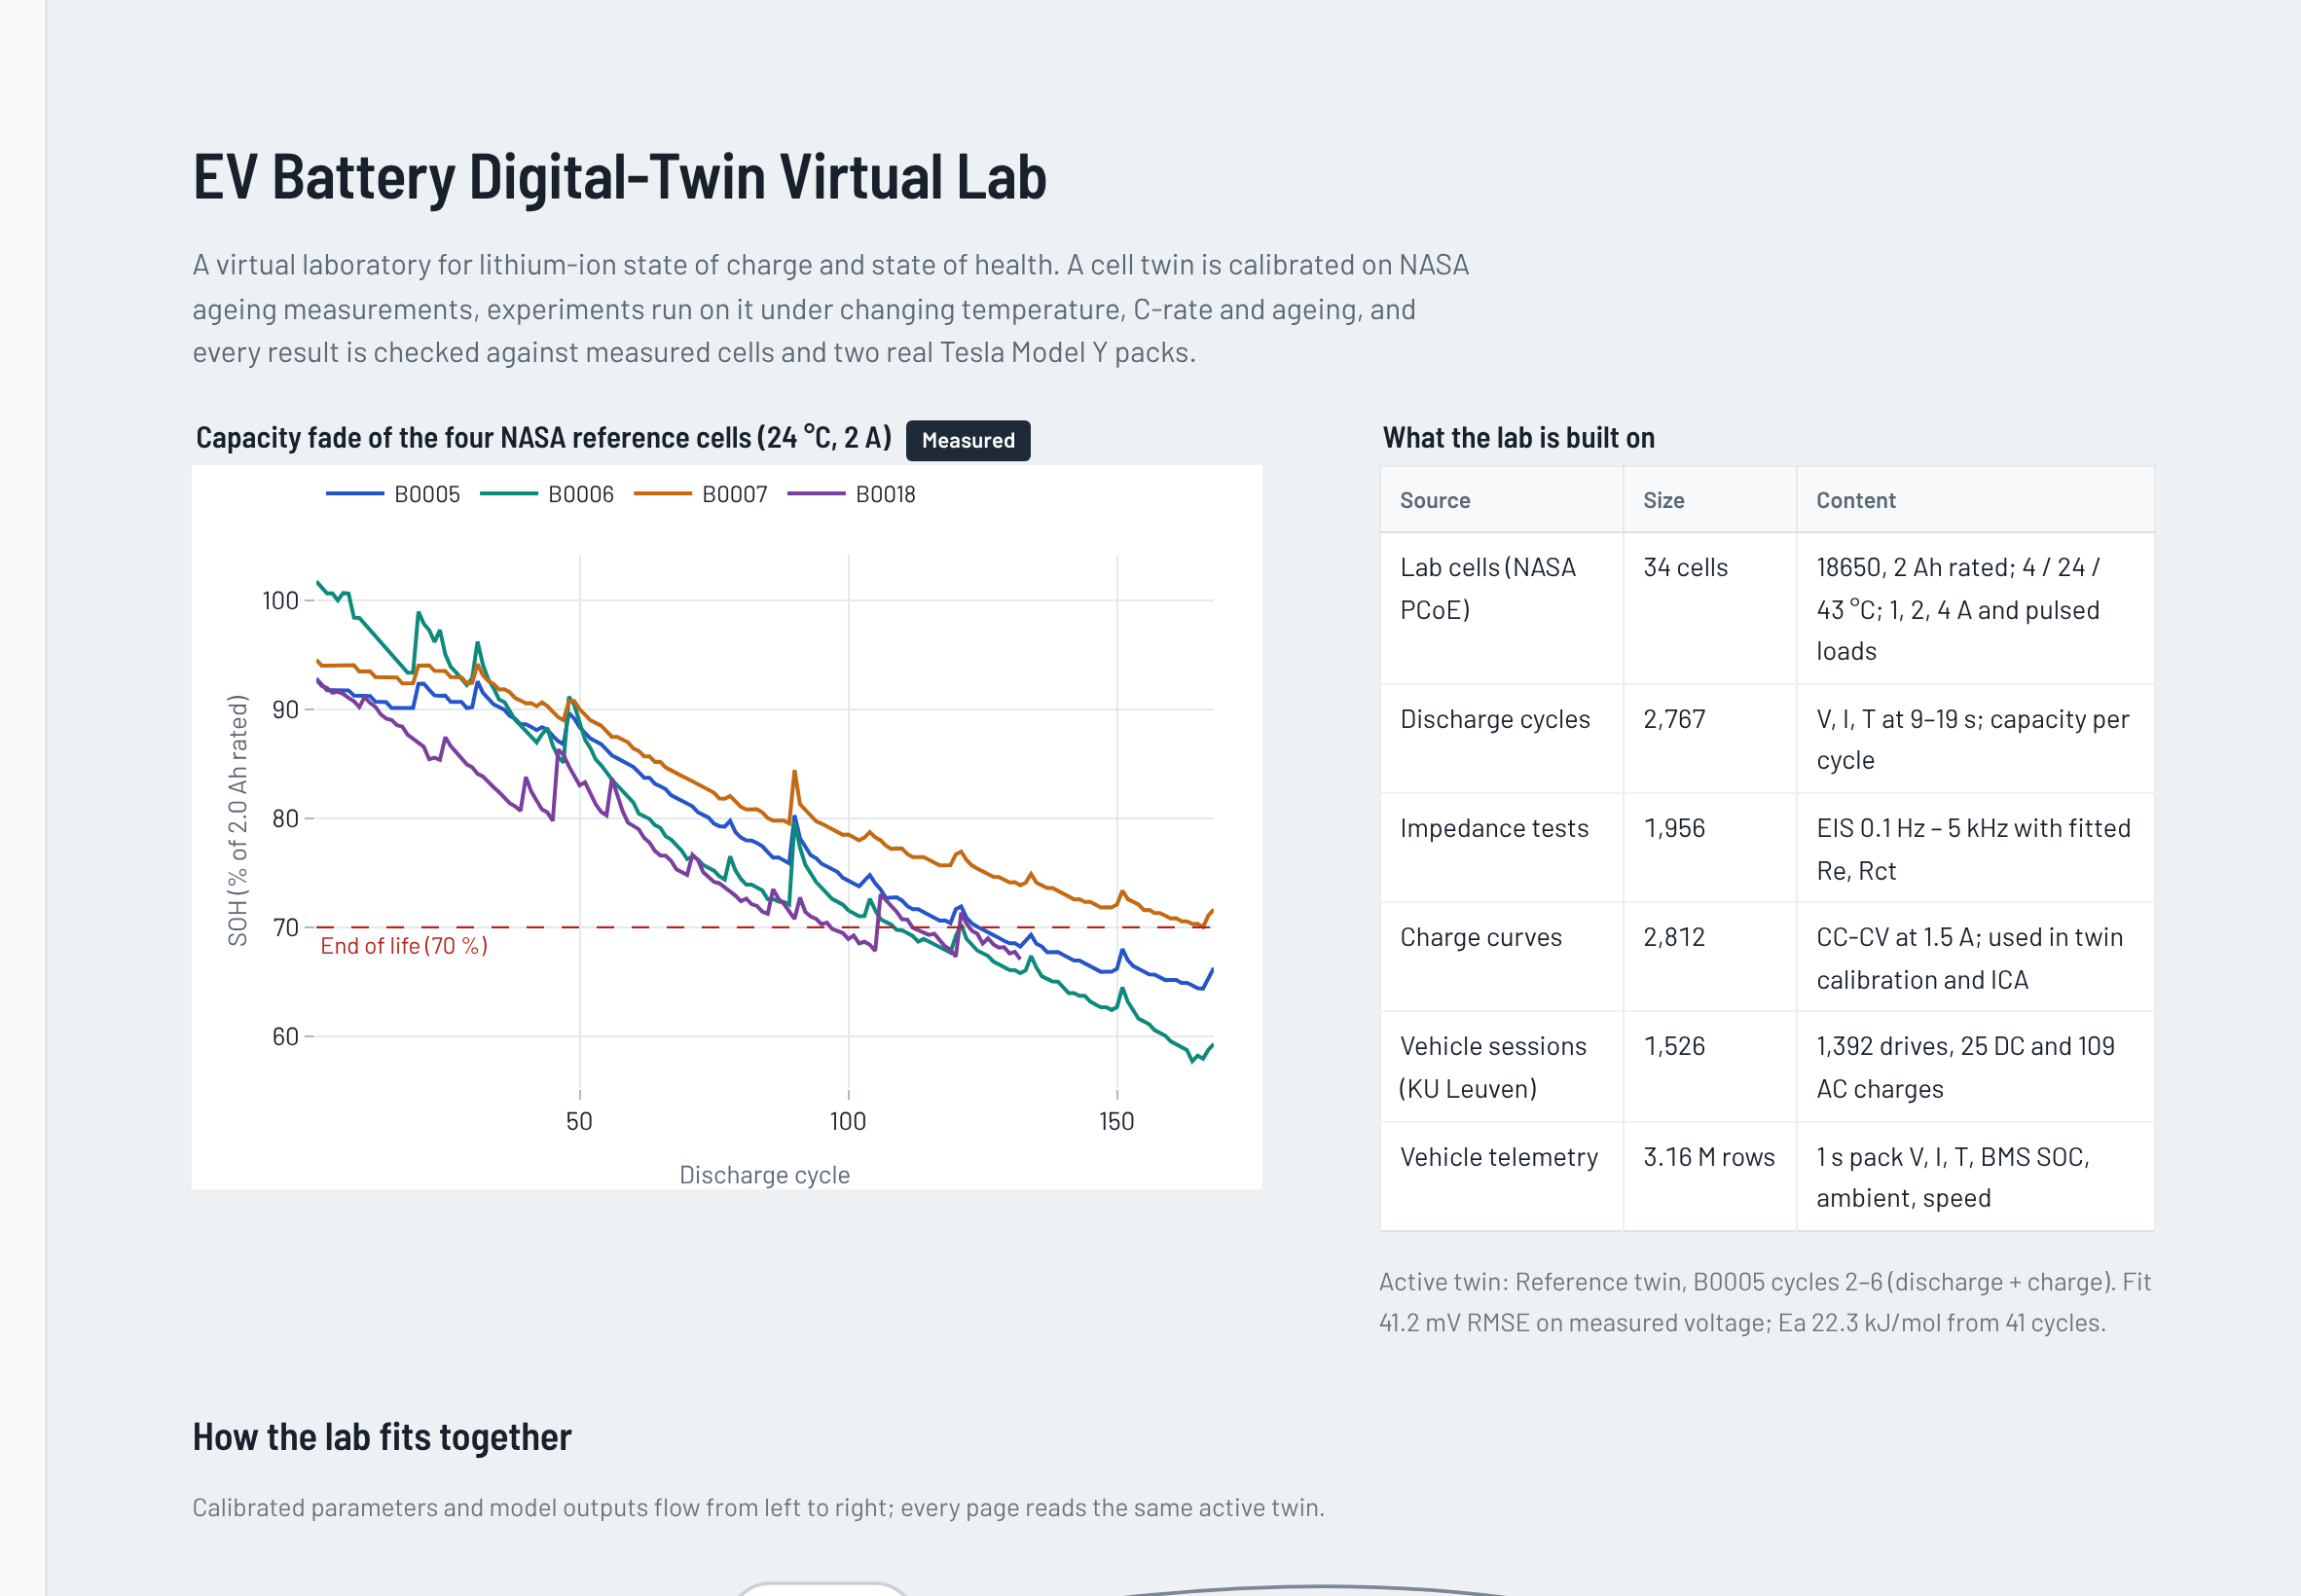 EV Battery Digital-Twin Virtual Lab
A virtual laboratory for lithium-ion state of charge and state of health. A cell twin is calibrated on NASA
ageing measurements, experiments run on it under changing temperature, C-rate and ageing, and
every result is checked against measured cells and two real Tesla Model Y packs.
Capacity fade of the four NASA reference cells (24 °C, 2 A) Measured
B0005 B0006 B0007 B0018
100
90
80
70
60
SOH (% of 2.0 Ah rated)
End of life (70 %)
50 100 150
Discharge cycle
What the lab is built on
Source Size Content
Lab cells (NASA 34 cells 18650, 2 Ah rated; 4 / 24 /
PCoE) 43 °C; 1, 2, 4 A and pulsed
loads
Discharge cycles 2,767 V, I, T at 9–19 s; capacity per
cycle
Impedance tests 1,956 EIS 0.1 Hz – 5 kHz with fitted
Re, Rct
Charge curves 2,812 CC-CV at 1.5 A; used in twin
calibration and ICA
Vehicle sessions 1,526 1,392 drives, 25 DC and 109
(KU Leuven) AC charges
Vehicle telemetry 3.16 M rows 1 s pack V, I, T, BMS SOC,
ambient, speed
Active twin: Reference twin, B0005 cycles 2–6 (discharge + charge). Fit
41.2 mV RMSE on measured voltage; Ea 22.3 kJ/mol from 41 cycles.
How the lab fits together
Calibrated parameters and model outputs flow from left to right; every page reads the same active twin.